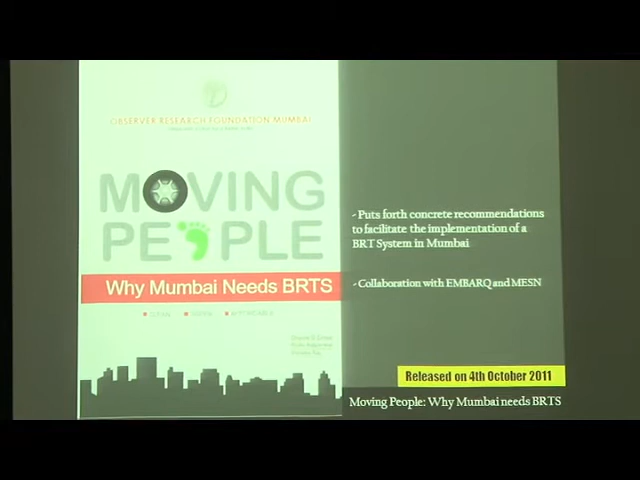 OBSERVER RESEARCH FOUNDATION MUMBAI
MOVING
PEOPLE
Why Mumbai Needs BRTS
- Puts forth concrete recommendations
to facilitate the implementation of a
BRT System in Mumbai
- Collaboration with EMBARQ and MESN
Released on 4th October 2011
Moving People: Why Mumbai needs BRTS